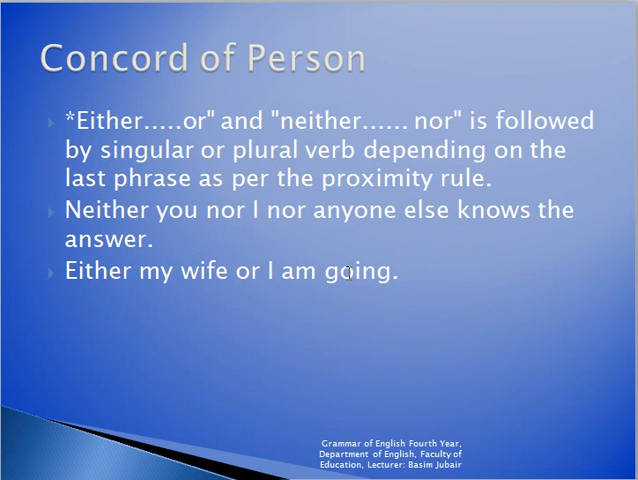 Concord of Person
*Either.....or" and "neither...... nor" is followed
by singular or plural verb depending on the
last phrase as per the proximity rule.
Neither you nor I nor anyone else knows the
answer.
Either my wife or I am going.
Grammar of English Fourth Year,
Department of English, Faculty of
Education, Lecturer: Basim Jubair